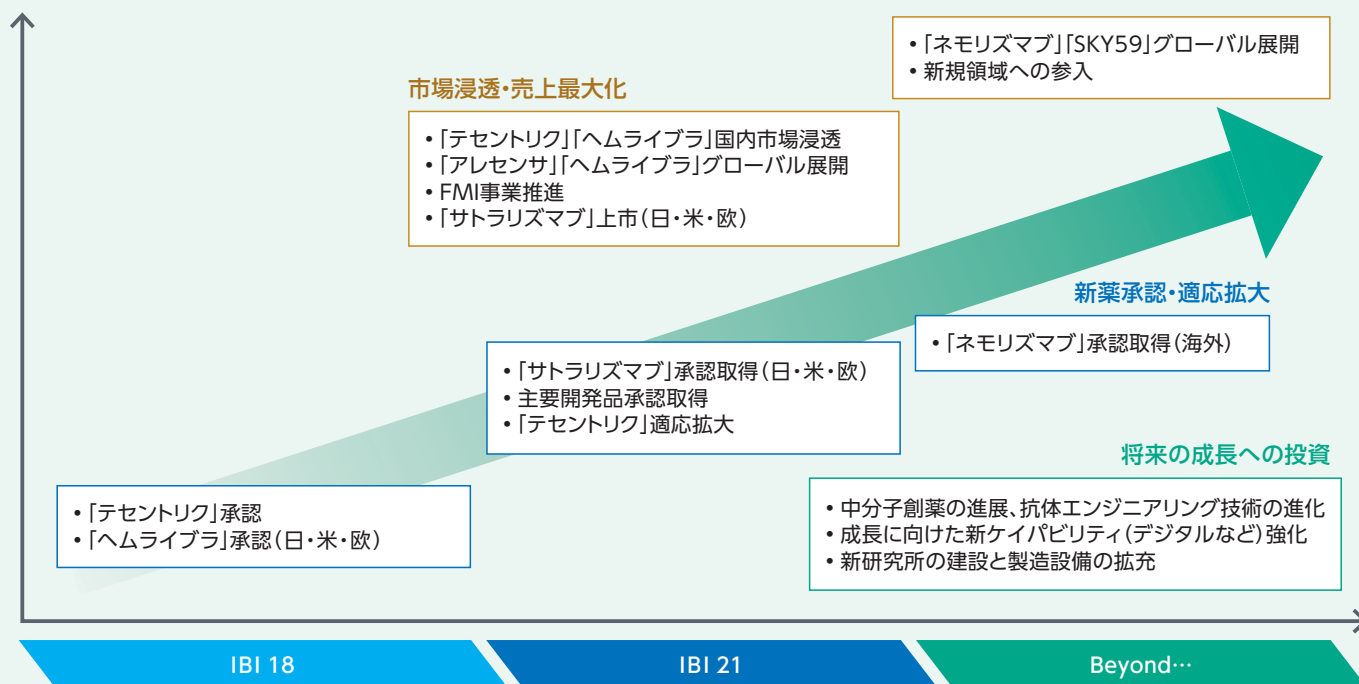 • 「ネモリズマブ」「SKY59」グローバル展開
• 新規領域への参入
市場浸透・売上最大化
• 「テセントリク」「ヘムライブラ」国内市場浸透
• 「アレセンサ」「ヘムライブラ」グローバル展開
• FMI事業推進
• 「サトラリズマブ」上市（日・米・欧）
新薬承認・適応拡大
• 「ネモリズマブ」承認取得（海外）
• 「サトラリズマブ」承認取得（日・米・欧）
• 主要開発品承認取得
• 「テセントリク」適応拡大
将来の成長への投資
• 中分子創薬の進展、抗体エンジニアリング技術の進化
• 成長に向けた新ケイパビリティ（デジタルなど）強化
• 新研究所の建設と製造設備の拡充
• 「テセントリク」承認
• 「ヘムライブラ」承認（日・米・欧）
IBI 18
IBI 21
Beyond…